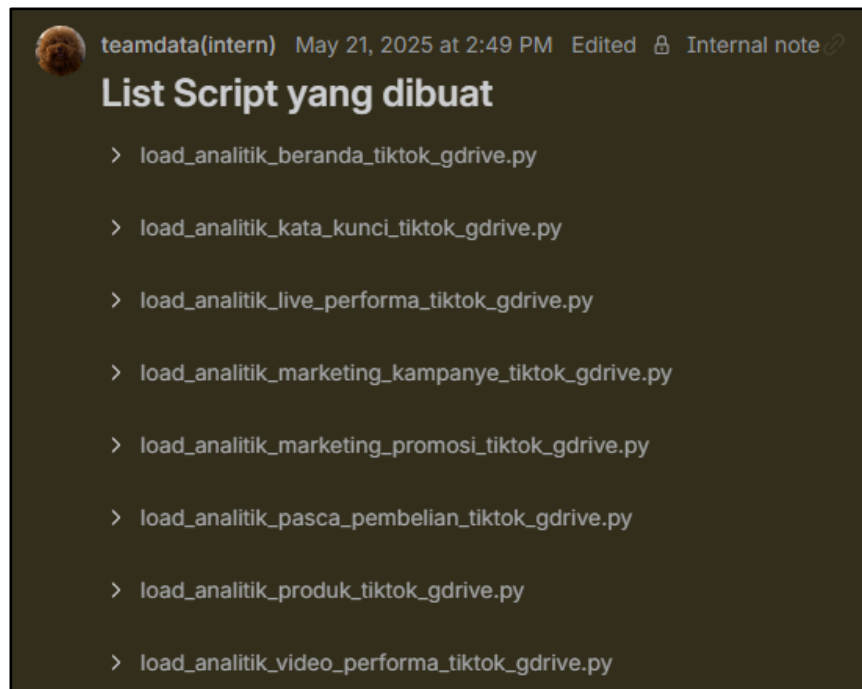 teamdata(intern) May 21, 2025 at 2:49 PM Edited Internal note
List Script yang dibuat
load_analitik_beranda_tiktok_gdrive.py
load_analitik_kata_kunci_tiktok_gdrive.py
load_analitik_live_performa_tiktok_gdrive.py
load_analitik_marketing_kampanye_tiktok_gdrive.py
load_analitik_marketing_promosi_tiktok_gdrive.py
load_analitik_pasca_pembelian_tiktok_gdrive.py
load_analitik_produk_tiktok_gdrive.py
load_analitik_video_performa_tiktok_gdrive.py